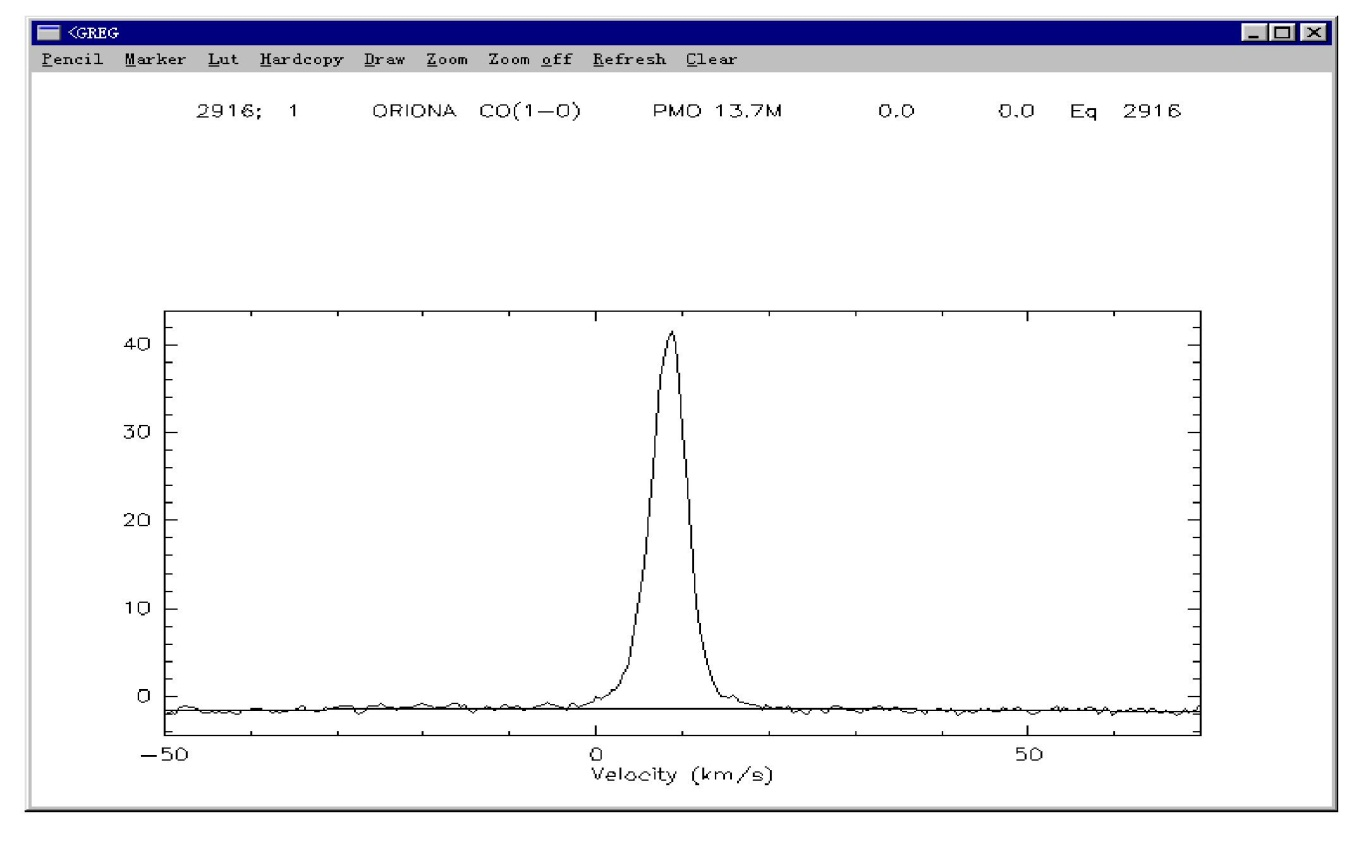 <GREG
Pencil Marker Lut Hardcopy Draw Zoom Zoom off Refresh Clear
2916; 1 ORIONA CO(1-0) PMO 13.7M 0.0 0.0 Eq 2916
40
30
20
10
0
-50 0 50
Velocity (km/s)